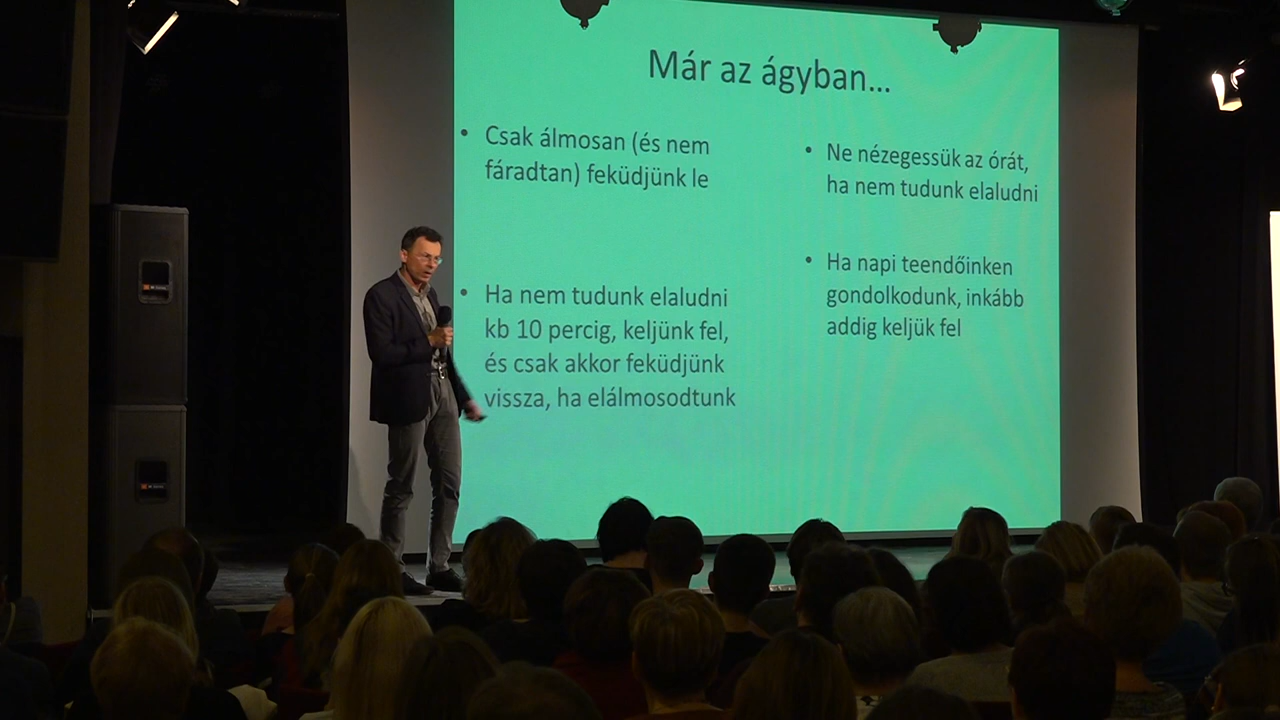 Már az ágyban...
• Csak álmosan (és nem
fáradtan) feküdjünk le
• Ha nem tudunk elaludni
kb 10 percig, keljünk fel,
és csak akkor feküdjünk
vissza, ha elálmosodtunk
• Ne nézegessük az órát,
ha nem tudunk elaludni
• Ha napi teendőinken
gondolkodunk, inkább
addig keljük fel